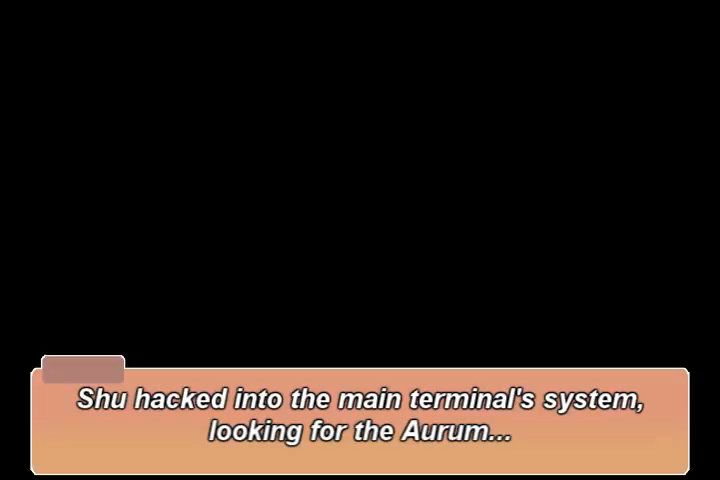 Shu hacked into the main terminal's system,
looking for the Aurum...